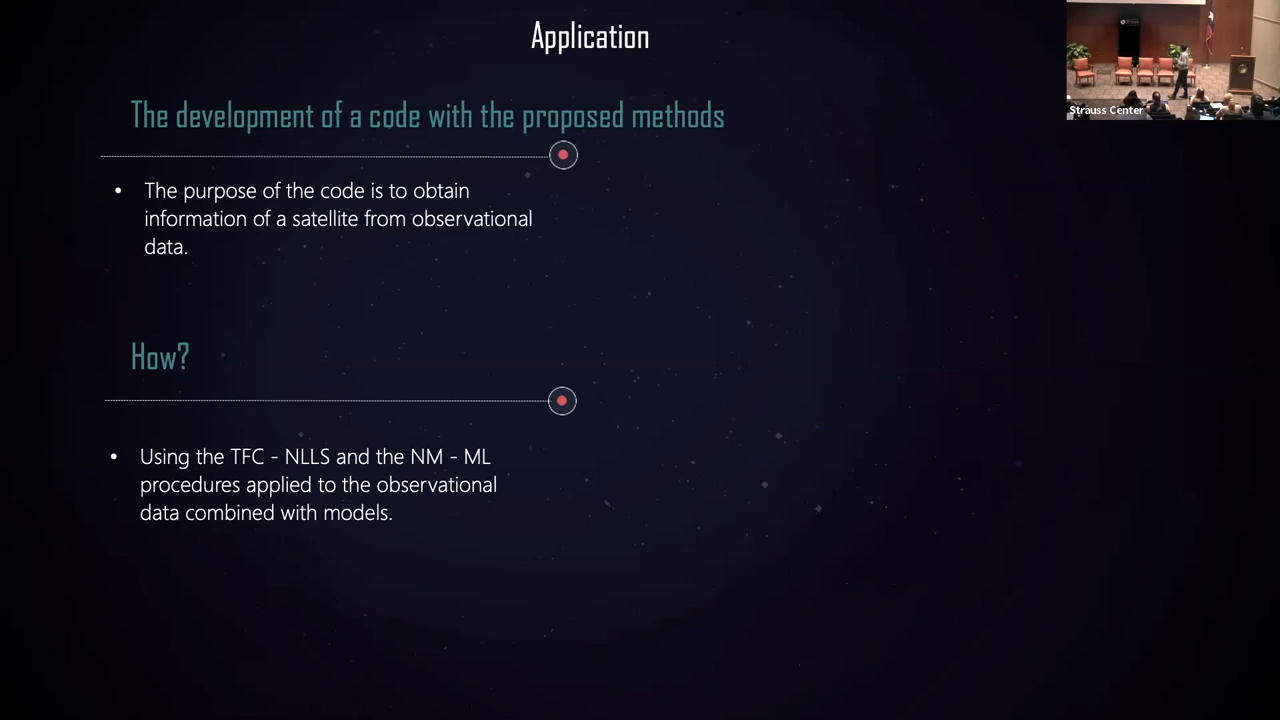 Application
The development of a code with the proposed methods
• The purpose of the code is to obtain
information of a satellite from observational
data.
How?
• Using the TFC - NLLS and the NM - ML
procedures applied to the observational
data combined with models.
Strauss Center